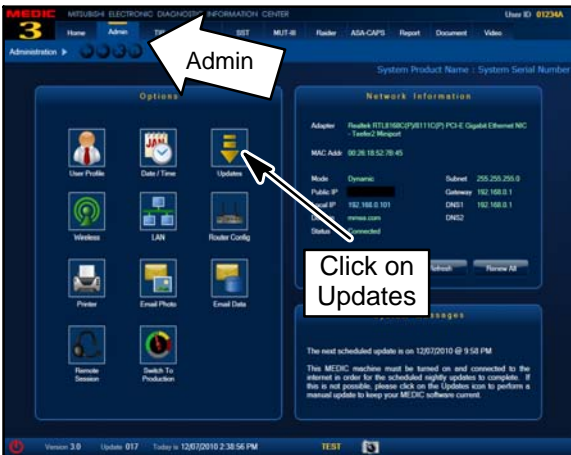 MEDIC MITSUBISHI ELECTRONIC DIAGNOSTIC INFORMATION CENTER User ID 01234A
3 Home Admin SST MUT-III Raider ASA-CAPS Report Document Video
Administration
Admin
System Product Name : System Serial Number
Options
User Profile Date / Time Updates
Wireless LAN Router Config
Printer Email Photo Email Data
Remote Session Switch To Production
Network Information
Adapter Realtek RTL8168C(P)/8111C(P) PCI-E Gigabit Ethernet NIC
- Teefer2 Miniport
MAC Addr 00:26:18:52:7B:45
Mode Dynamic Subnet 255.255.255.0
Public IP Gateway 192.168.0.1
Local IP 192.168.0.101 DNS1 192.168.0.1
mmsa.com DNS2
Status Connected
Refresh Renew All
Click on
Updates
The next scheduled update is on 12/07/2010 @ 9:58 PM
This MEDIC machine must be turned on and connected to the
internet in order for the scheduled nightly updates to complete. If
this is not possible, please click on the Updates icon to perform a
manual update to keep your MEDIC software current.
Version 3.0 Update 017 Today is 12/07/2010 2:38:56 PM TEST